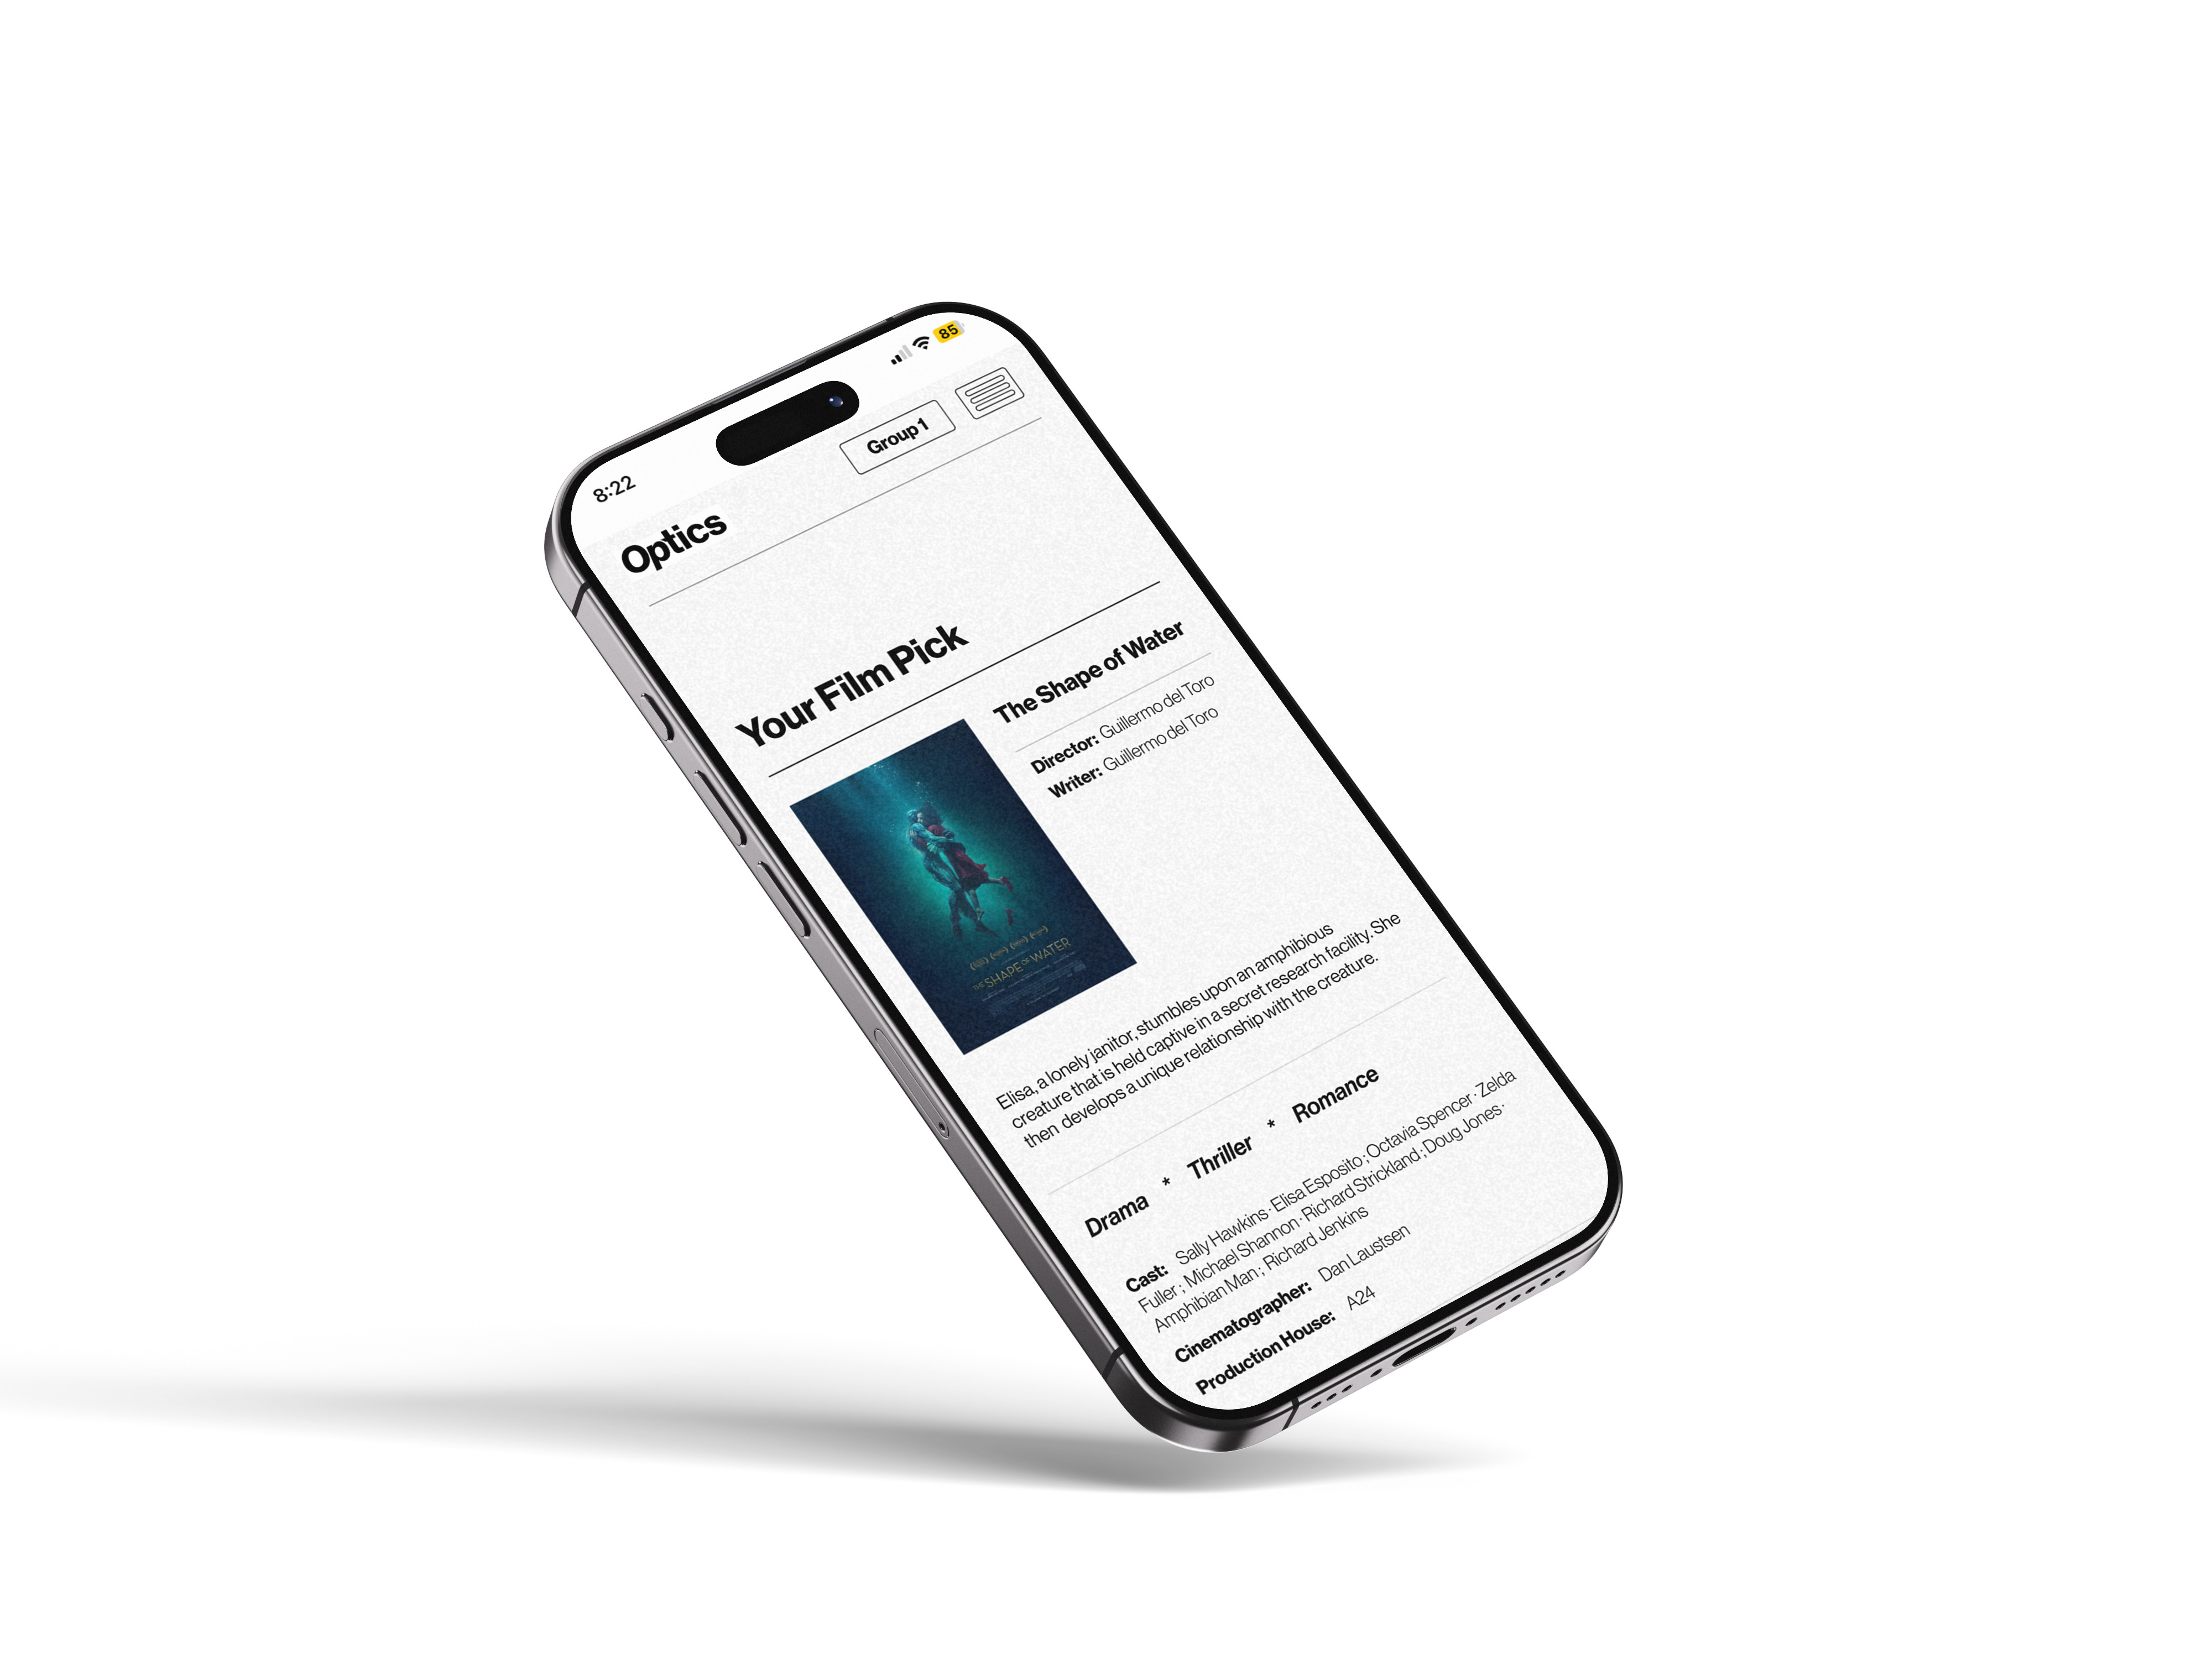 8:22
85
Optics
Group 1
Your Film Pick
The Shape of Water
Director: Guillermo del Toro
Writer: Guillermo del Toro
THE SHAPE OF WATER
Elisa, a lonely janitor, stumbles upon an amphibious
creature that is held captive in a secret research facility. She
then develops a unique relationship with the creature.
Drama * Thriller * Romance
Cast: Sally Hawkins · Elisa Esposito ; Octavia Spencer · Zelda
Fuller ; Michael Shannon · Richard Strickland ; Doug Jones ·
Amphibian Man ; Richard Jenkins
Cinematographer: Dan Laustsen
Production House: A24